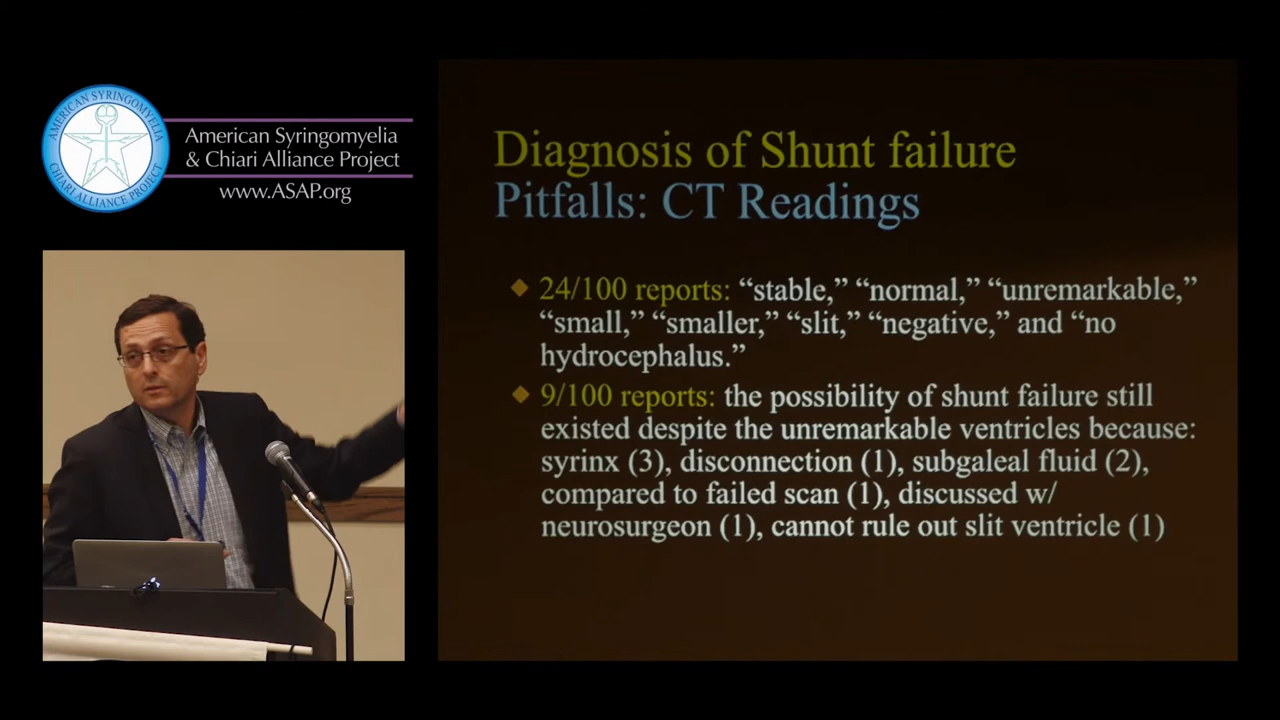 AMERICAN SYRINGOMYELIA
CHIARI ALLIANCE PROJECT
American Syringomyelia
& Chiari Alliance Project
www.ASAP.org
Diagnosis of Shunt failure
Pitfalls: CT Readings
24/100 reports: “stable,” “normal,” “unremarkable,”
“small,” “smaller,” “slit,” “negative,” and “no
hydrocephalus.”
9/100 reports: the possibility of shunt failure still
existed despite the unremarkable ventricles because:
syrinx (3), disconnection (1), subgaleal fluid (2),
compared to failed scan (1), discussed w/
neurosurgeon (1), cannot rule out slit ventricle (1)